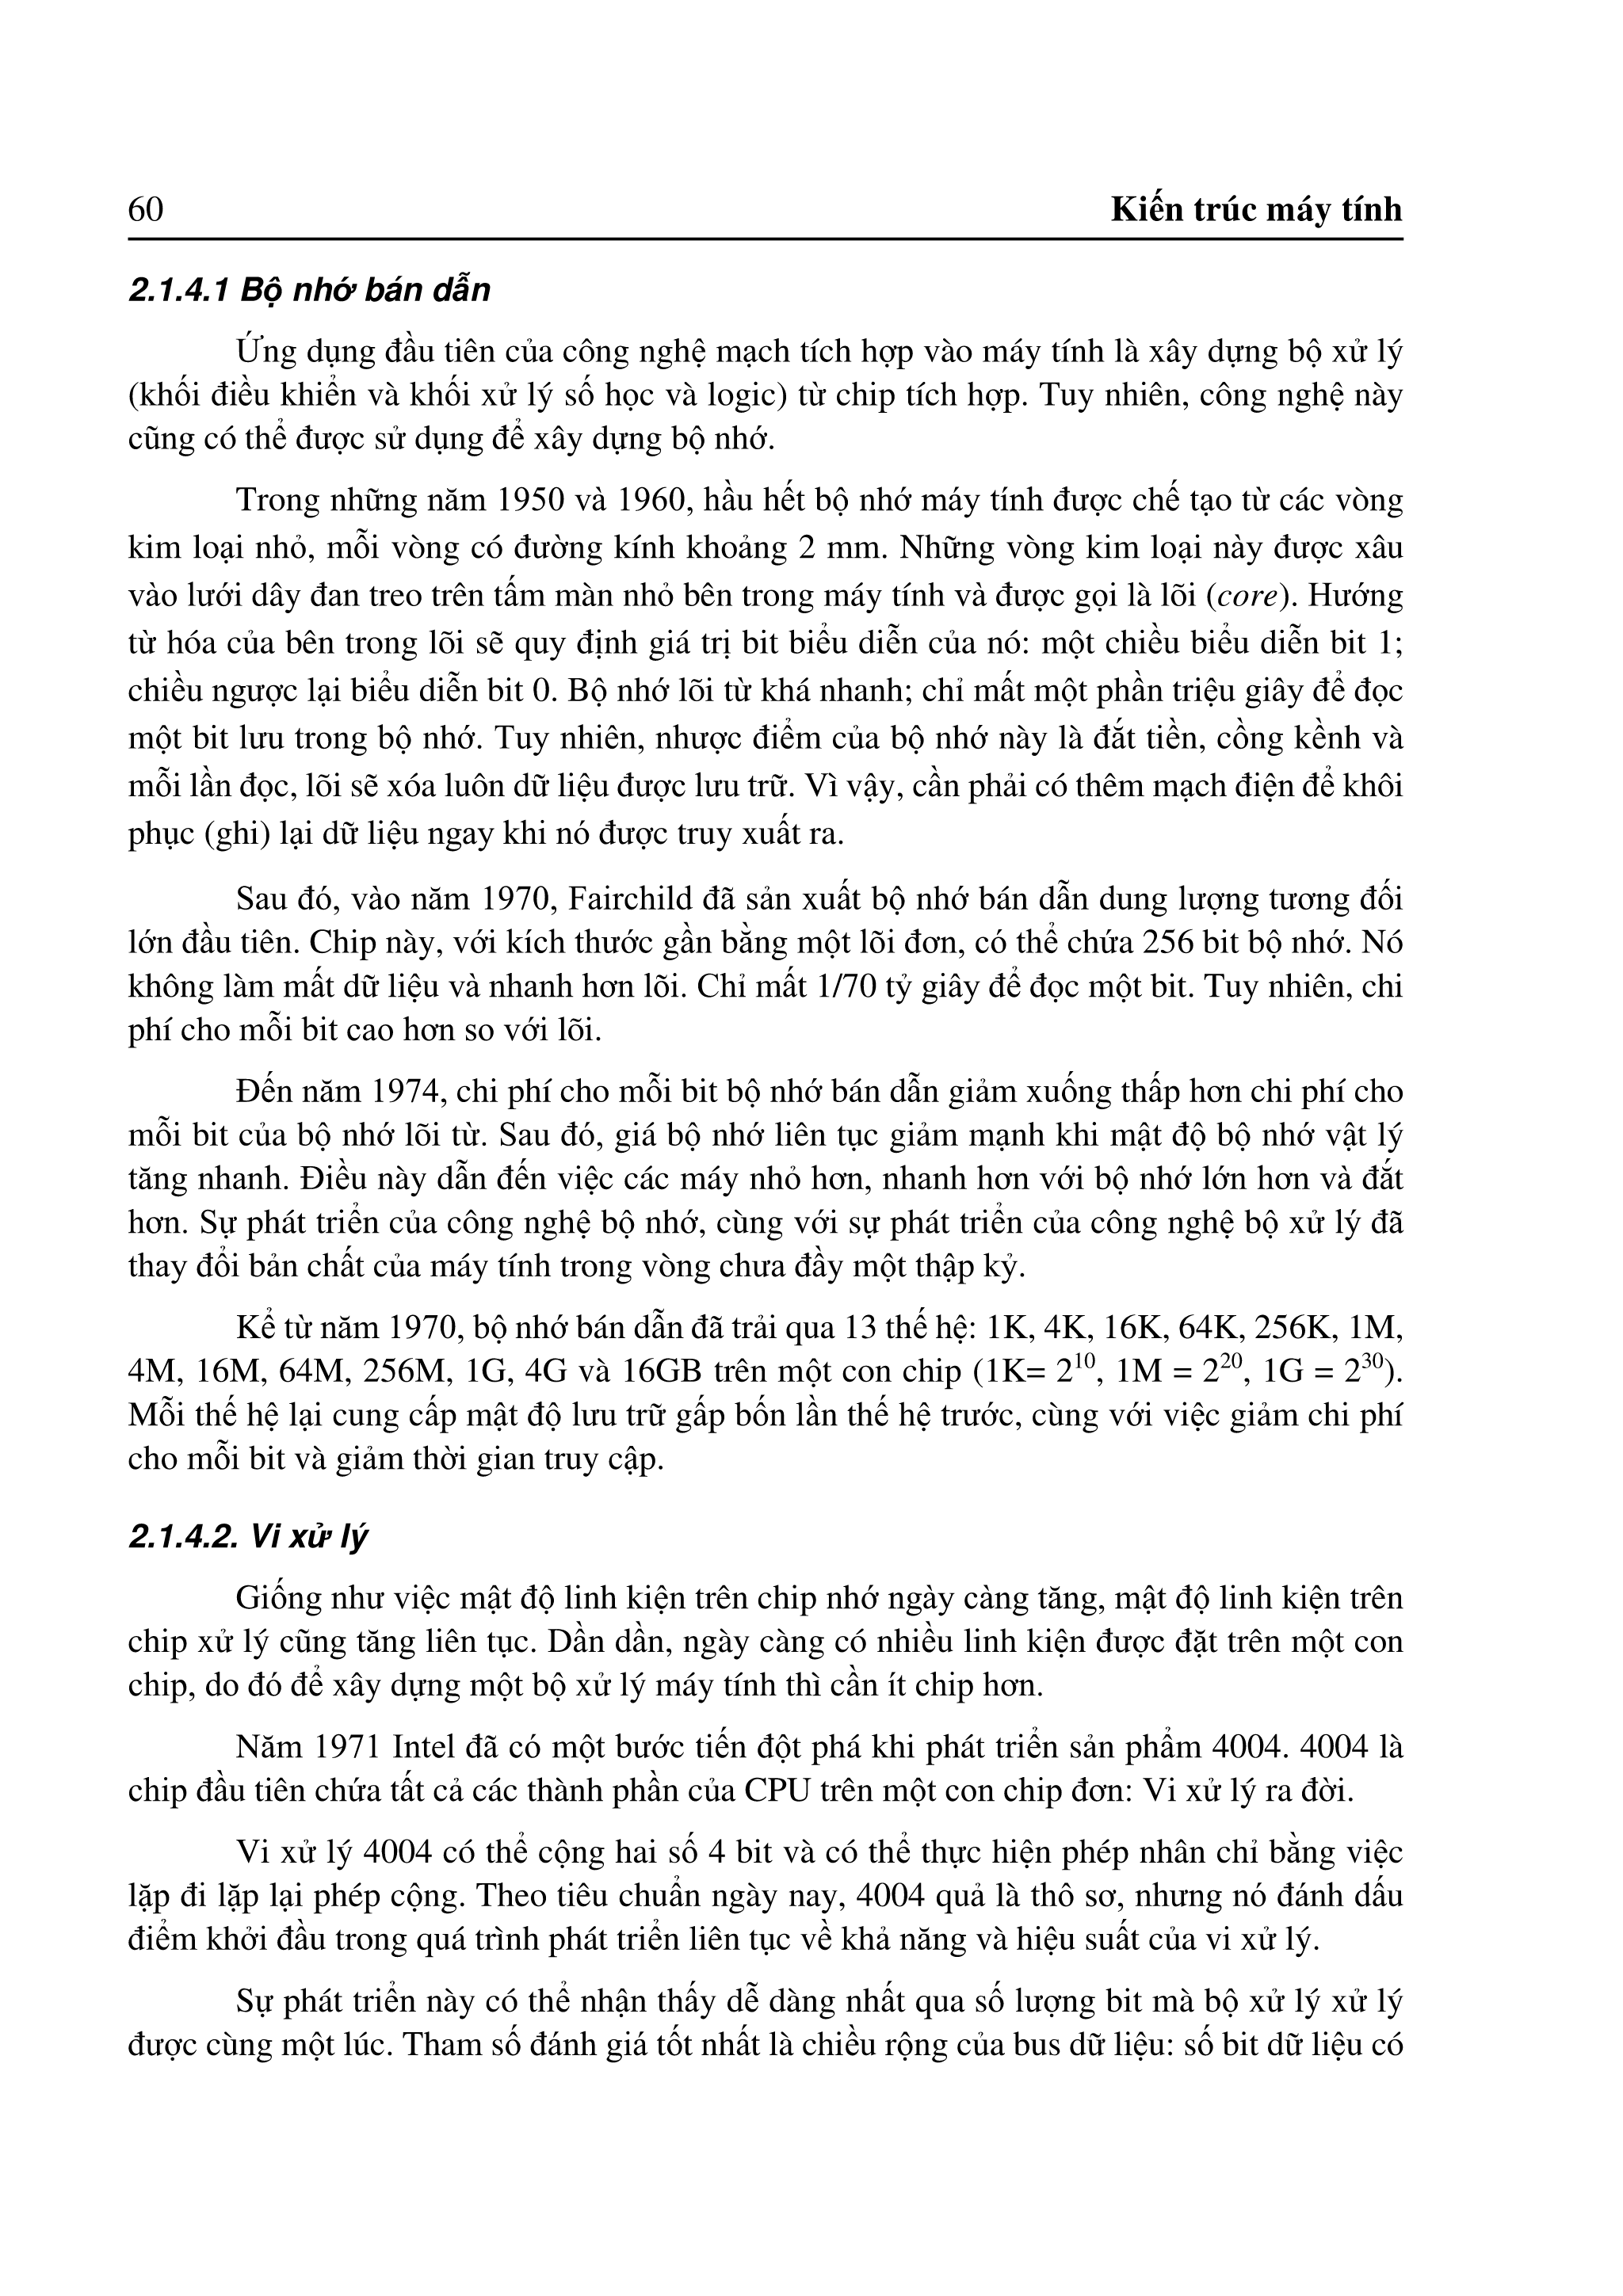 60 Kiến trúc máy tính
2.1.4.1 Bộ nhớ bán dẫn
Ứng dụng đầu tiên của công nghệ mạch tích hợp vào máy tính là xây dựng bộ xử lý
(khối điều khiển và khối xử lý số học và logic) từ chip tích hợp. Tuy nhiên, công nghệ này
cũng có thể được sử dụng để xây dựng bộ nhớ.
Trong những năm 1950 và 1960, hầu hết bộ nhớ máy tính được chế tạo từ các vòng
kim loại nhỏ, mỗi vòng có đường kính khoảng 2 mm. Những vòng kim loại này được xâu
vào lưới dây đan treo trên tấm màn nhỏ bên trong máy tính và được gọi là lõi (core). Hướng
từ hóa của bên trong lõi sẽ quy định giá trị bit biểu diễn của nó: một chiều biểu diễn bit 1;
chiều ngược lại biểu diễn bit 0. Bộ nhớ lõi từ khá nhanh; chỉ mất một phần triệu giây để đọc
một bit lưu trong bộ nhớ. Tuy nhiên, nhược điểm của bộ nhớ này là đắt tiền, cồng kềnh và
mỗi lần đọc, lõi sẽ xóa luôn dữ liệu được lưu trữ. Vì vậy, cần phải có thêm mạch điện để khôi
phục (ghi) lại dữ liệu ngay khi nó được truy xuất ra.
Sau đó, vào năm 1970, Fairchild đã sản xuất bộ nhớ bán dẫn dung lượng tương đối
lớn đầu tiên. Chip này, với kích thước gần bằng một lõi đơn, có thể chứa 256 bit bộ nhớ. Nó
không làm mất dữ liệu và nhanh hơn lõi. Chỉ mất 1/70 tỷ giây để đọc một bit. Tuy nhiên, chi
phí cho mỗi bit cao hơn so với lõi.
Đến năm 1974, chi phí cho mỗi bit bộ nhớ bán dẫn giảm xuống thấp hơn chi phí cho
mỗi bit của bộ nhớ lõi từ. Sau đó, giá bộ nhớ liên tục giảm mạnh khi mật độ bộ nhớ vật lý
tăng nhanh. Điều này dẫn đến việc các máy nhỏ hơn, nhanh hơn với bộ nhớ lớn hơn và đắt
hơn. Sự phát triển của công nghệ bộ nhớ, cùng với sự phát triển của công nghệ bộ xử lý đã
thay đổi bản chất của máy tính trong vòng chưa đầy một thập kỷ.
Kể từ năm 1970, bộ nhớ bán dẫn đã trải qua 13 thế hệ: 1K, 4K, 16K, 64K, 256K, 1M,
4M, 16M, 64M, 256M, 1G, 4G và 16GB trên một con chip (1K= 2¹⁰, 1M = 2²⁰, 1G = 2³⁰).
Mỗi thế hệ lại cung cấp mật độ lưu trữ gấp bốn lần thế hệ trước, cùng với việc giảm chi phí
cho mỗi bit và giảm thời gian truy cập.
2.1.4.2. Vi xử lý
Giống như việc mật độ linh kiện trên chip nhớ ngày càng tăng, mật độ linh kiện trên
chip xử lý cũng tăng liên tục. Dần dần, ngày càng có nhiều linh kiện được đặt trên một con
chip, do đó để xây dựng một bộ xử lý máy tính thì cần ít chip hơn.
Năm 1971 Intel đã có một bước tiến đột phá khi phát triển sản phẩm 4004. 4004 là
chip đầu tiên chứa tất cả các thành phần của CPU trên một con chip đơn: Vi xử lý ra đời.
Vi xử lý 4004 có thể cộng hai số 4 bit và có thể thực hiện phép nhân chỉ bằng việc
lặp đi lặp lại phép cộng. Theo tiêu chuẩn ngày nay, 4004 quả là thô sơ, nhưng nó đánh dấu
điểm khởi đầu trong quá trình phát triển liên tục về khả năng và hiệu suất của vi xử lý.
Sự phát triển này có thể nhận thấy dễ dàng nhất qua số lượng bit mà bộ xử lý xử lý
được cùng một lúc. Tham số đánh giá tốt nhất là chiều rộng của bus dữ liệu: số bit dữ liệu có